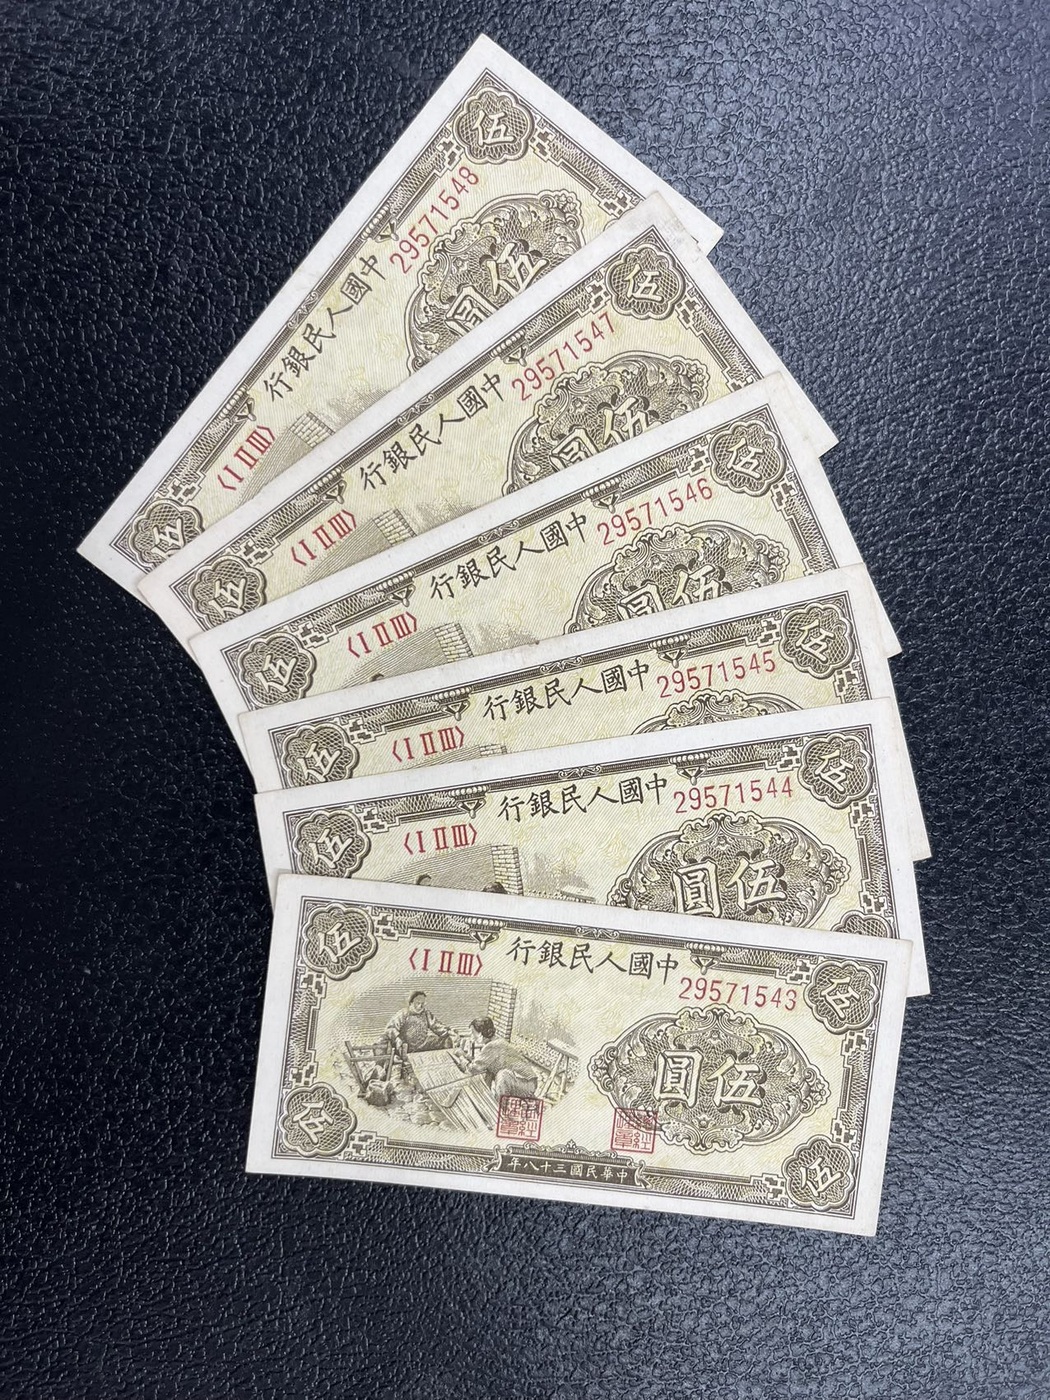 伍
29571548
中國人民銀行
伍圓
〈I II III〉
伍
伍
29571547
中國人民銀行
伍圓
〈I II III〉
伍
伍
29571546
中國人民銀行
伍圓
〈I II III〉
伍
伍
29571545
中國人民銀行
〈I II III〉
伍
伍
29571544
中國人民銀行
伍圓
〈I II III〉
伍
伍
中國人民銀行
伍
〈I II III〉
29571543
伍圓
伍
伍
中華民國三十八年